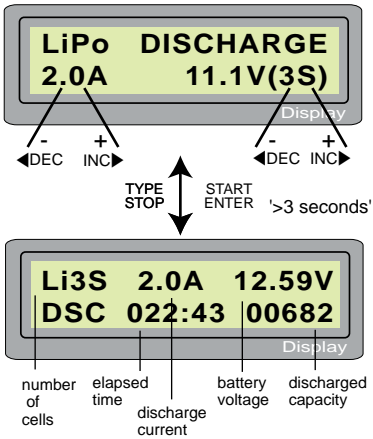 LiPo DISCHARGE
2.0A 11.1V(3S)
Display
- + - +
◀DEC INC▶ ◀DEC INC▶
TYPE START
STOP ENTER '>3 seconds'
Li3S 2.0A 12.59V
DSC 022:43 00682
Display
number elapsed battery discharged
of time voltage capacity
cells discharge
current